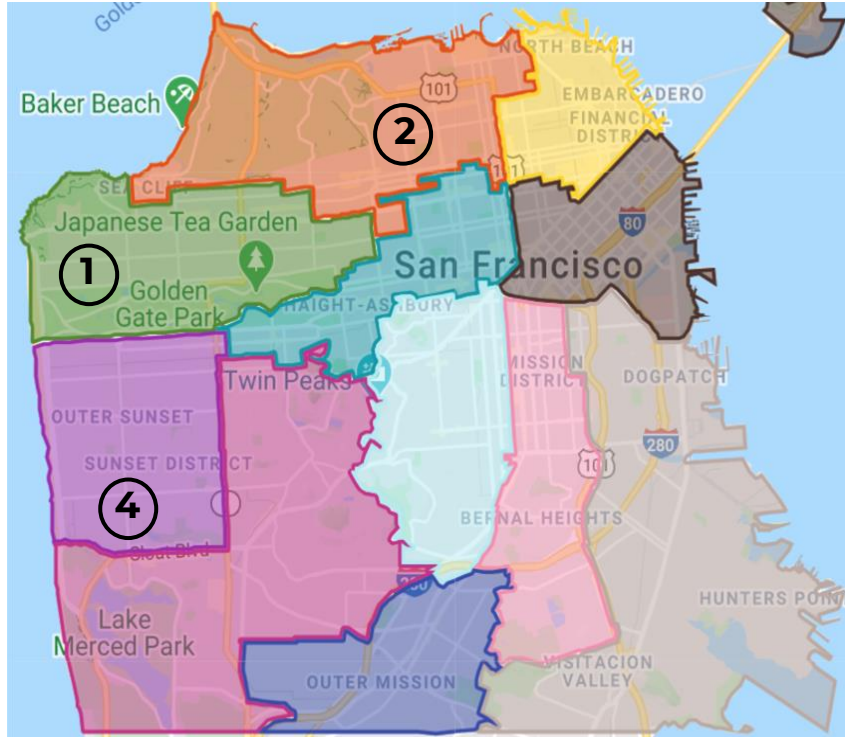 Golde
NORTH BEACH
101
Baker Beach
EMBARCADERO
FINANCIAL
DISTRICT
2
SEA CLIFF
Japanese Tea Garden
80
1
San Francisco
Golden
Gate Park
HAIGHT-ASHBURY
Twin Peaks
MISSION
DISTRICT
DOGPATCH
OUTER SUNSET
280
SUNSET DISTRICT
101
4
BERNAL HEIGHTS
Sloat Blvd
280
Lake
Merced Park
HUNTERS POIN
VISITACION
VALLEY
OUTER MISSION